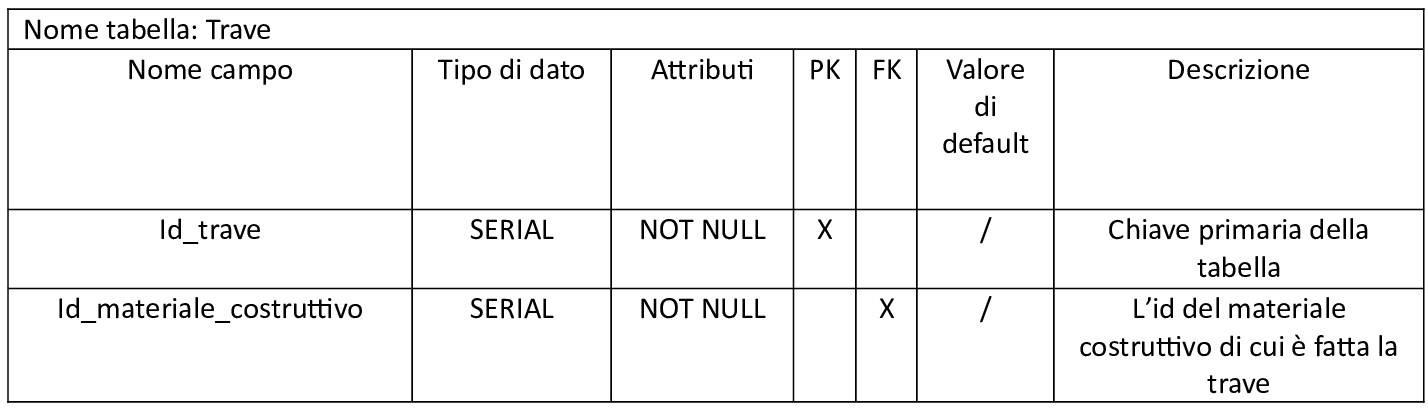 Nome tabella: Trave
Nome campo Tipo di dato Attributi PK FK Valore di default Descrizione
Id_trave SERIAL NOT NULL X / Chiave primaria della tabella
Id_materiale_costruttivo SERIAL NOT NULL X / L’id del materiale costruttivo di cui è fatta la trave